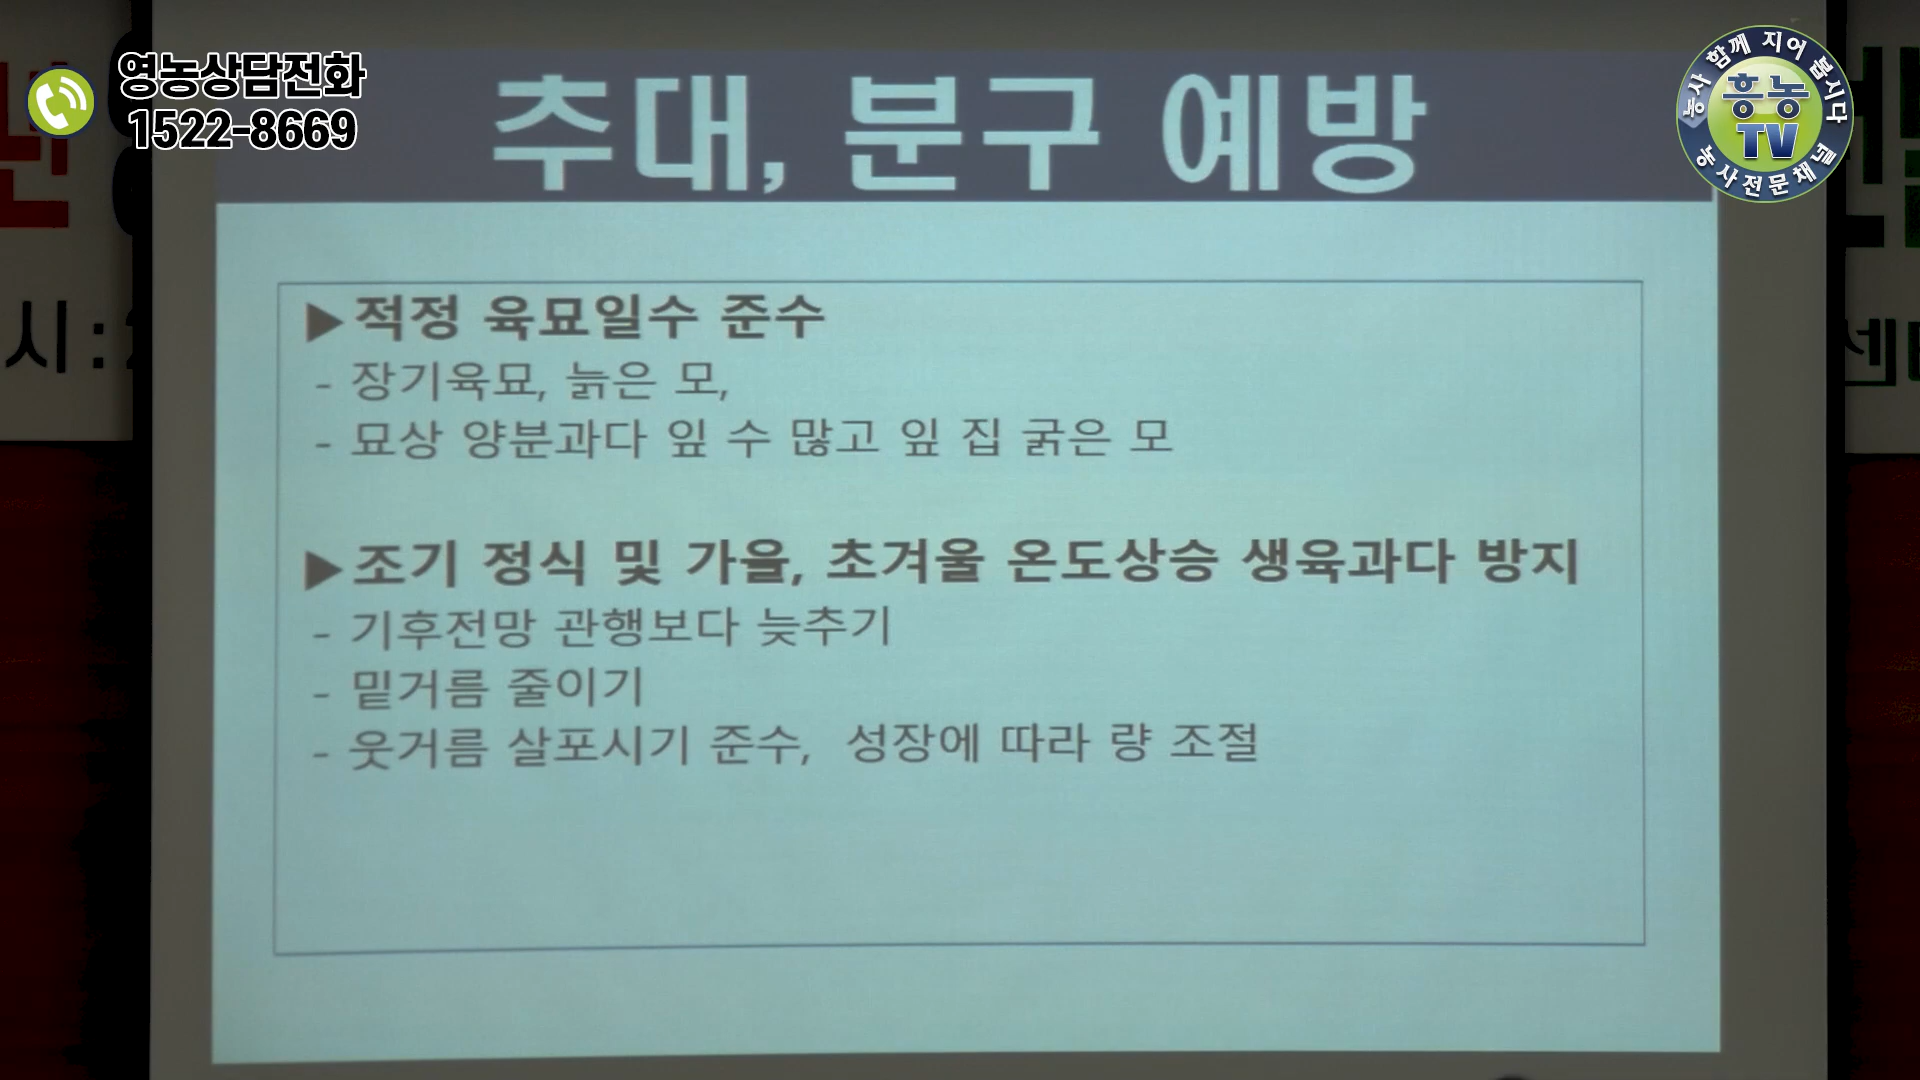 영농상담전화
1522-8669
농사 함께 지어 봅시다
흥농
TV
농사전문채널
추대, 분구 예방
▶적정 육묘일수 준수
- 장기육묘, 늙은 모,
- 묘상 양분과다 잎 수 많고 잎 집 굵은 모
▶조기 정식 및 가을, 초겨울 온도상승 생육과다 방지
- 기후전망 관행보다 늦추기
- 밑거름 줄이기
- 웃거름 살포시기 준수, 성장에 따라 량 조절
시:
센